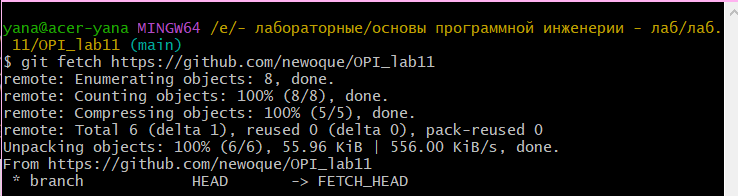 yana@acer-yana MINGW64 /e/- лабораторные/основы программной инженерии - лаб/лаб.
11/OPI_lab11 (main)
$ git fetch https://github.com/newoque/OPI_lab11
remote: Enumerating objects: 8, done.
remote: Counting objects: 100% (8/8), done.
remote: Compressing objects: 100% (5/5), done.
remote: Total 6 (delta 1), reused 0 (delta 0), pack-reused 0
Unpacking objects: 100% (6/6), 55.96 KiB | 556.00 KiB/s, done.
From https://github.com/newoque/OPI_lab11
 * branch            HEAD       -> FETCH_HEAD